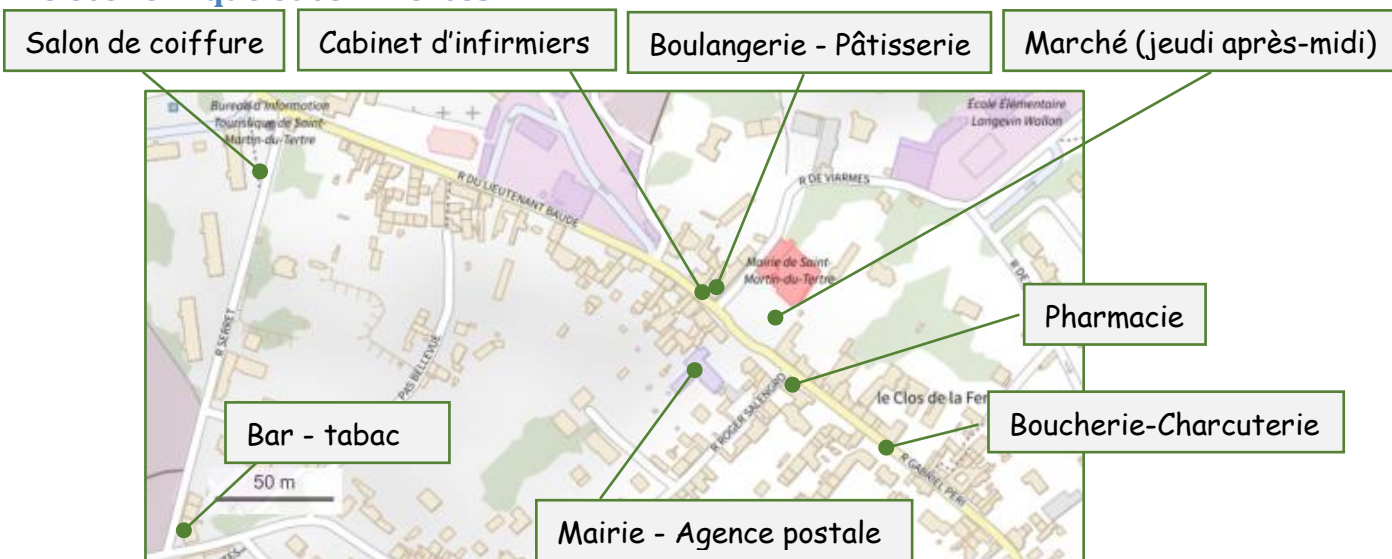 Salon de coiffure
Cabinet d'infirmiers
Boulangerie - Pâtisserie
Marché (jeudi après-midi)
Bureau d'Information
Touristique de Saint-
Martin-du-Tertre
École Élémentaire
Langevin Wallon
R DU LIEUTENANT BAUDE
R DE VIARMES
Mairie de Saint-
Martin-du-Tertre
R DE
Pharmacie
R SERRET
PAS BELLEVUE
R ROGER SALENGRO
le Clos de la Fer
Boucherie-Charcuterie
Bar - tabac
R GABRIEL PERI
50 m
Mairie - Agence postale